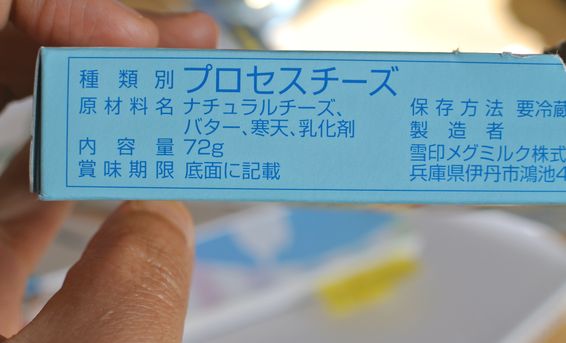 種類別 プロセスチーズ
原材料名 ナチュラルチーズ、
バター、寒天、乳化剤
内容量 72g
賞味期限 底面に記載
保存方法 要冷蔵
製造者
雪印メグミルク株式
兵庫県伊丹市鴻池4